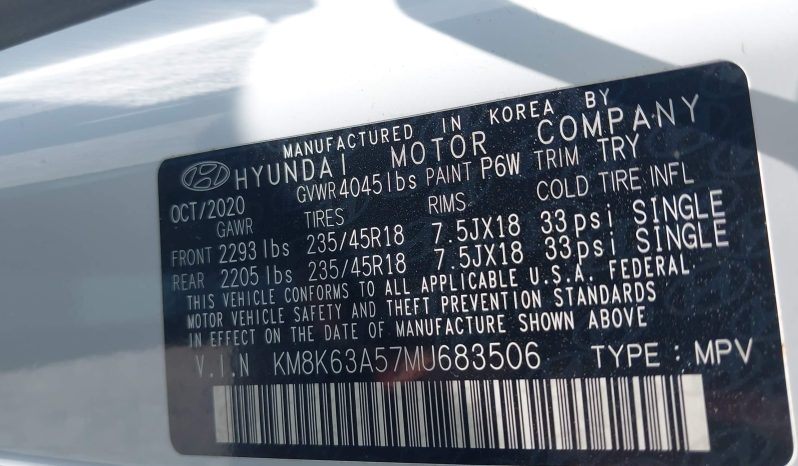 MANUFACTURED IN KOREA BY
HYUNDAI MOTOR COMPANY
OCT/2020 GVWR 4045 lbs PAINT P6W TRIM TRY
GAWR TIRES RIMS COLD TIRE INFL
FRONT 2293 lbs 235/45R18 7.5JX18 33psi SINGLE
REAR 2205 lbs 235/45R18 7.5JX18 33psi SINGLE
THIS VEHICLE CONFORMS TO ALL APPLICABLE U.S.A. FEDERAL
MOTOR VEHICLE SAFETY AND THEFT PREVENTION STANDARDS
IN EFFECT ON THE DATE OF MANUFACTURE SHOWN ABOVE
V.I.N KM8K63A57MU683506 TYPE : MPV